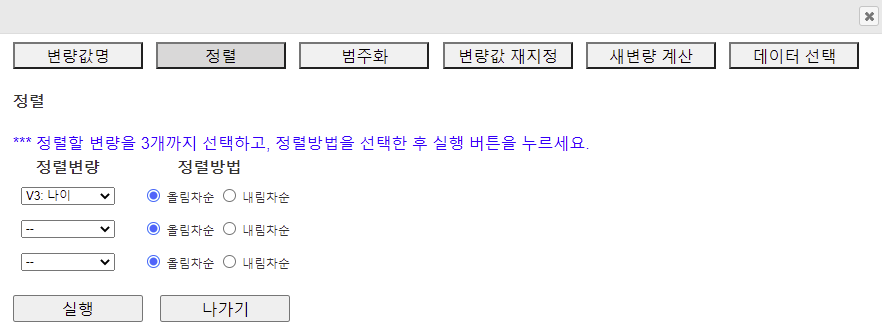 변량값명 정렬 범주화 변량값 재지정 새변량 계산 데이터 선택
정렬
*** 정렬할 변량을 3개까지 선택하고, 정렬방법을 선택한 후 실행 버튼을 누르세요.
정렬변량 정렬방법
V3: 나이 올림차순 내림차순
-- 올림차순 내림차순
-- 올림차순 내림차순
실행 나가기